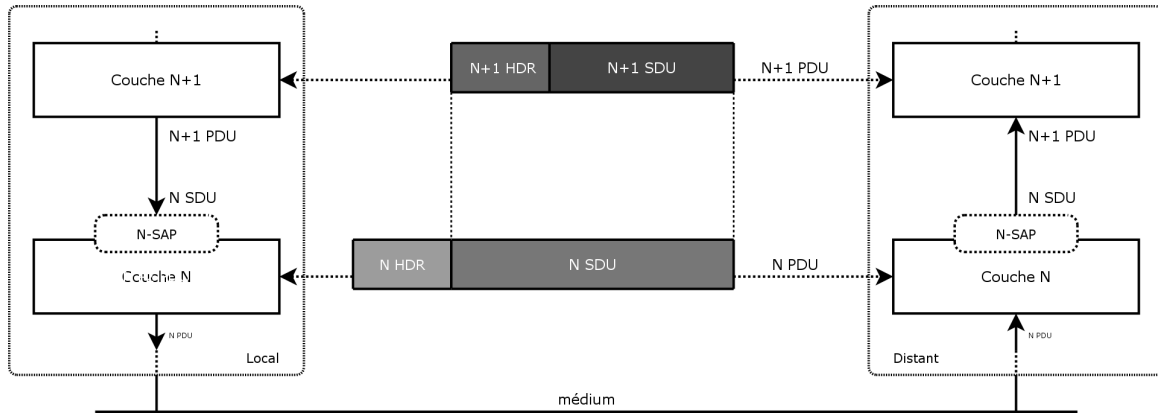 Couche N+1
N+1 HDR
N+1 SDU
N+1 PDU
Couche N+1
N+1 PDU
N+1 PDU
N SDU
N SDU
N-SAP
N-SAP
Couche N
N HDR
N SDU
N PDU
Couche N
N PDU
N PDU
Local
Distant
médium